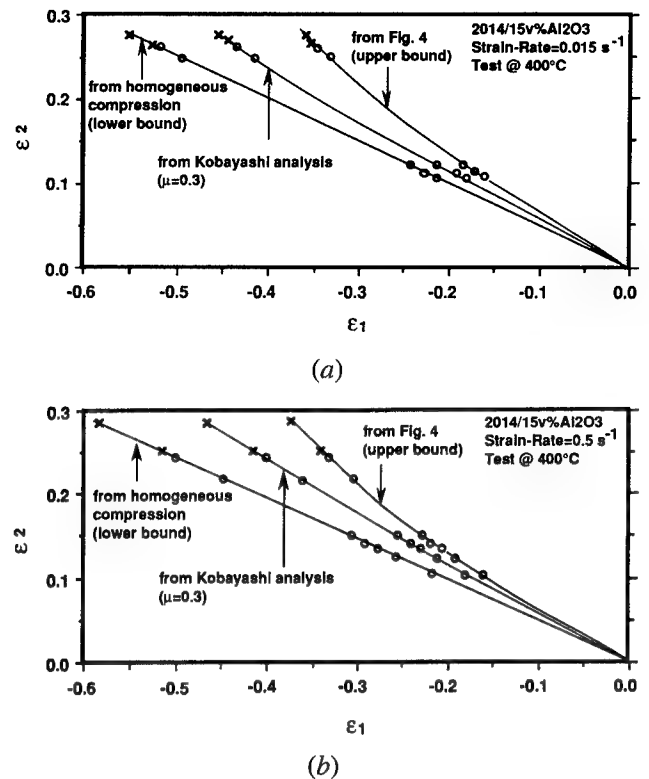 0.3
0.2
0.1
0.0
ε 2
2014/15v%Al2O3
Strain-Rate=0.015 s-1
Test @ 400°C
from Fig. 4
(upper bound)
from homogeneous
compression
(lower bound)
from Kobayashi analysis
(μ=0.3)
-0.6 -0.5 -0.4 -0.3 -0.2 -0.1 0.0
ε1
(a)
0.3
0.2
0.1
0.0
ε 2
2014/15v%Al2O3
Strain-Rate=0.5 s-1
Test @ 400°C
from Fig. 4
(upper bound)
from homogeneous
compression
(lower bound)
from Kobayashi analysis
(μ=0.3)
-0.6 -0.5 -0.4 -0.3 -0.2 -0.1 0.0
ε1
(b)